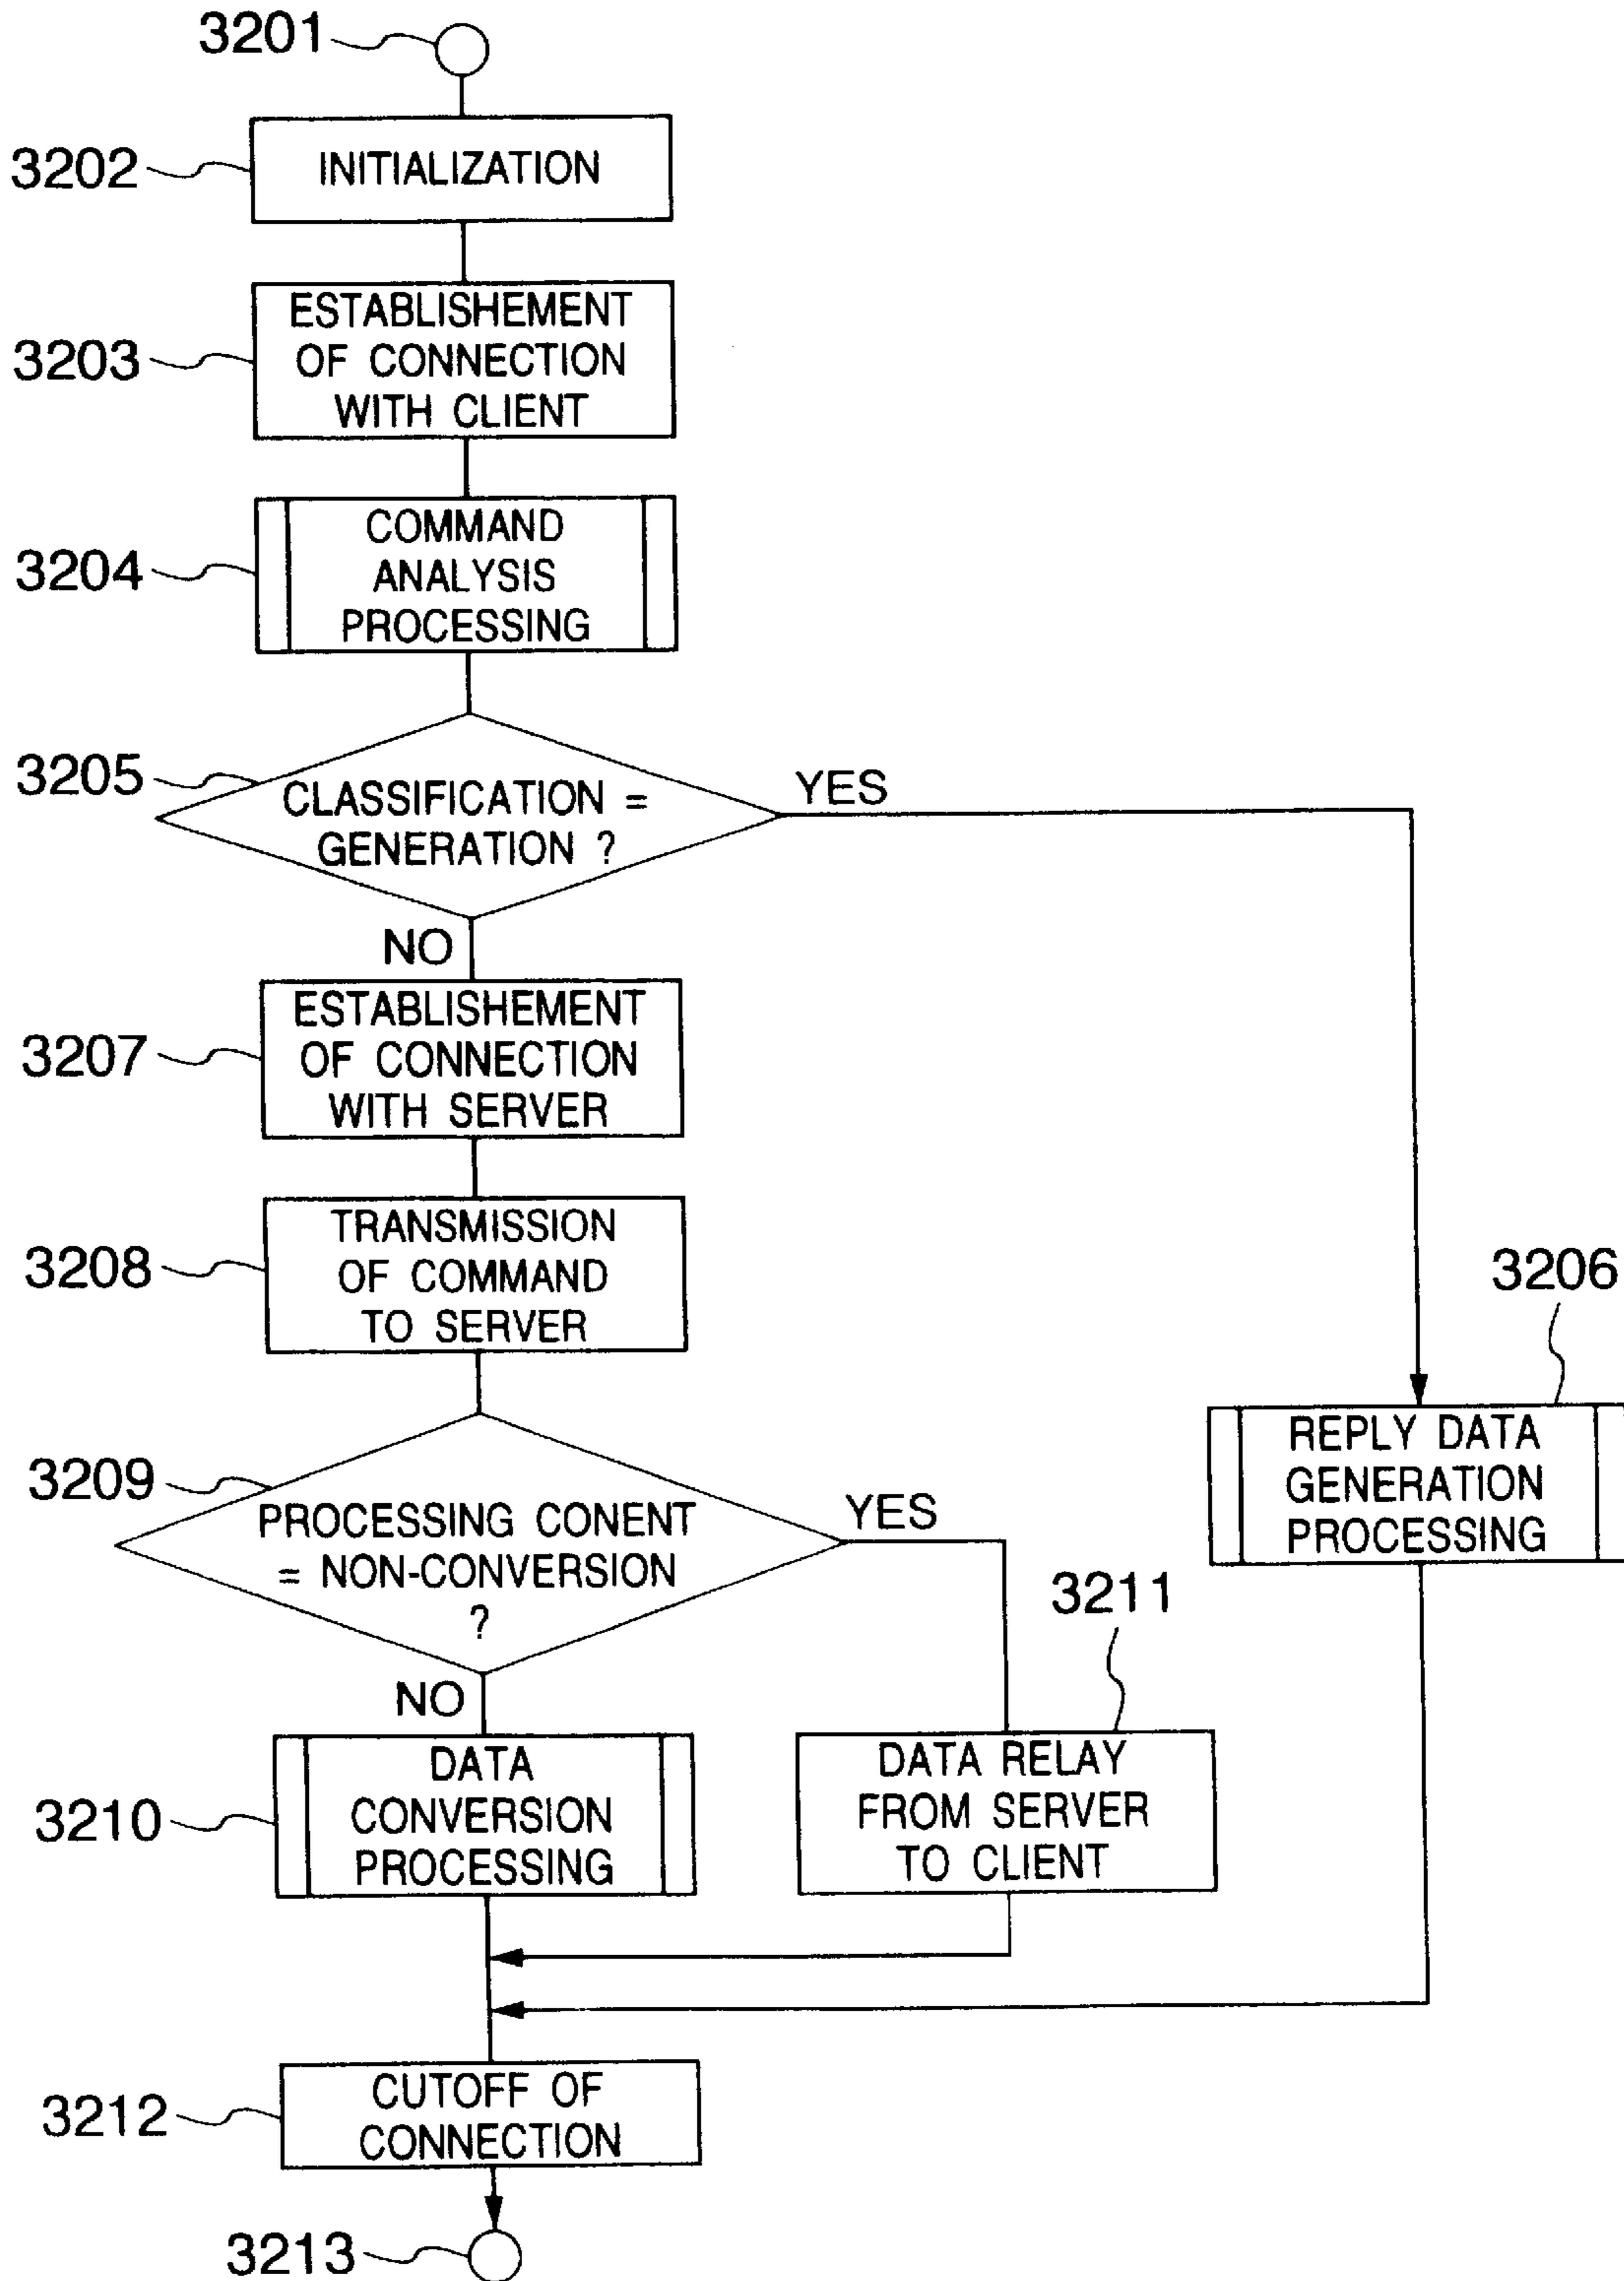 3201
3202
INITIALIZATION
3203
ESTABLISHEMENT
OF CONNECTION
WITH CLIENT
3204
COMMAND
ANALYSIS
PROCESSING
3205
CLASSIFICATION =
GENERATION ?
YES
NO
3207
ESTABLISHEMENT
OF CONNECTION
WITH SERVER
3208
TRANSMISSION
OF COMMAND
TO SERVER
3206
REPLY DATA
GENERATION
PROCESSING
3209
PROCESSING CONENT
= NON-CONVERSION
?
YES
NO
3211
DATA RELAY
FROM SERVER
TO CLIENT
3210
DATA
CONVERSION
PROCESSING
3212
CUTOFF OF
CONNECTION
3213